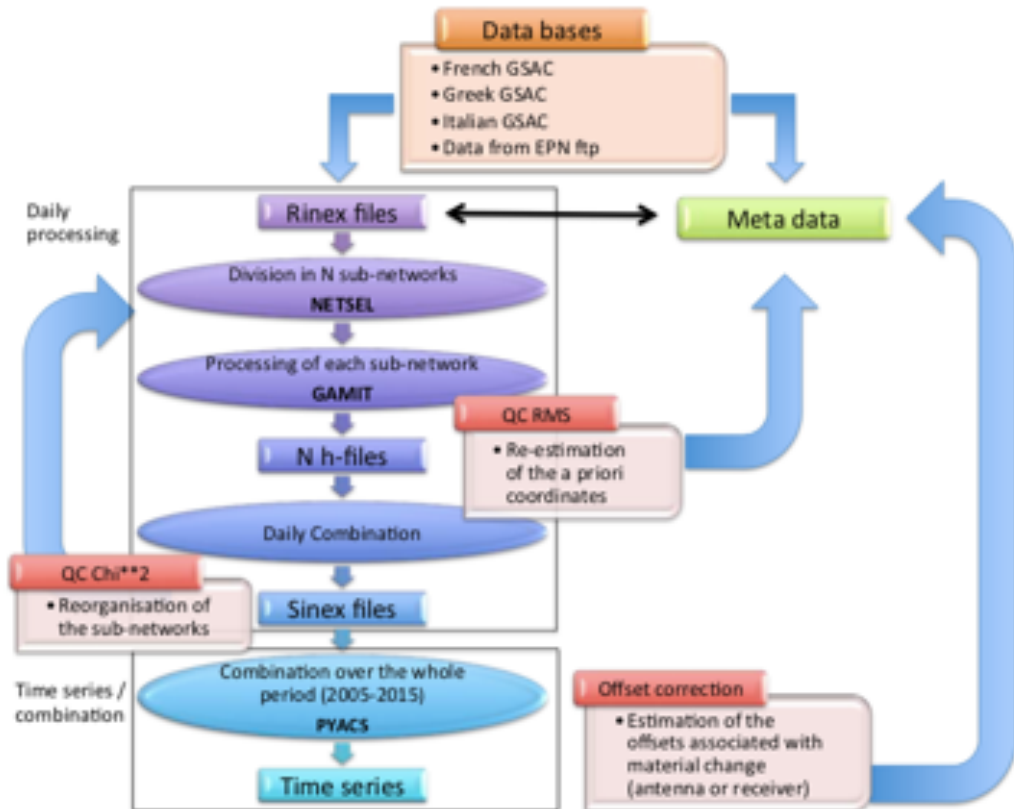 Data bases
• French GSAC
• Greek GSAC
• Italian GSAC
• Data from EPN ftp
Daily
processing
Rinex files
Meta data
Division in N sub-networks
NETSEL
Processing of each sub-network
GAMIT
QC RMS
• Re-estimation
of the a priori
coordinates
N h-files
Daily Combination
QC Chi**2
• Reorganisation of
the sub-networks
Sinex files
Time series /
combination
Combination over the whole
period (2005-2015)
PYACS
Time series
Offset correction
• Estimation of the
offsets associated with
material change
(antenna or receiver)